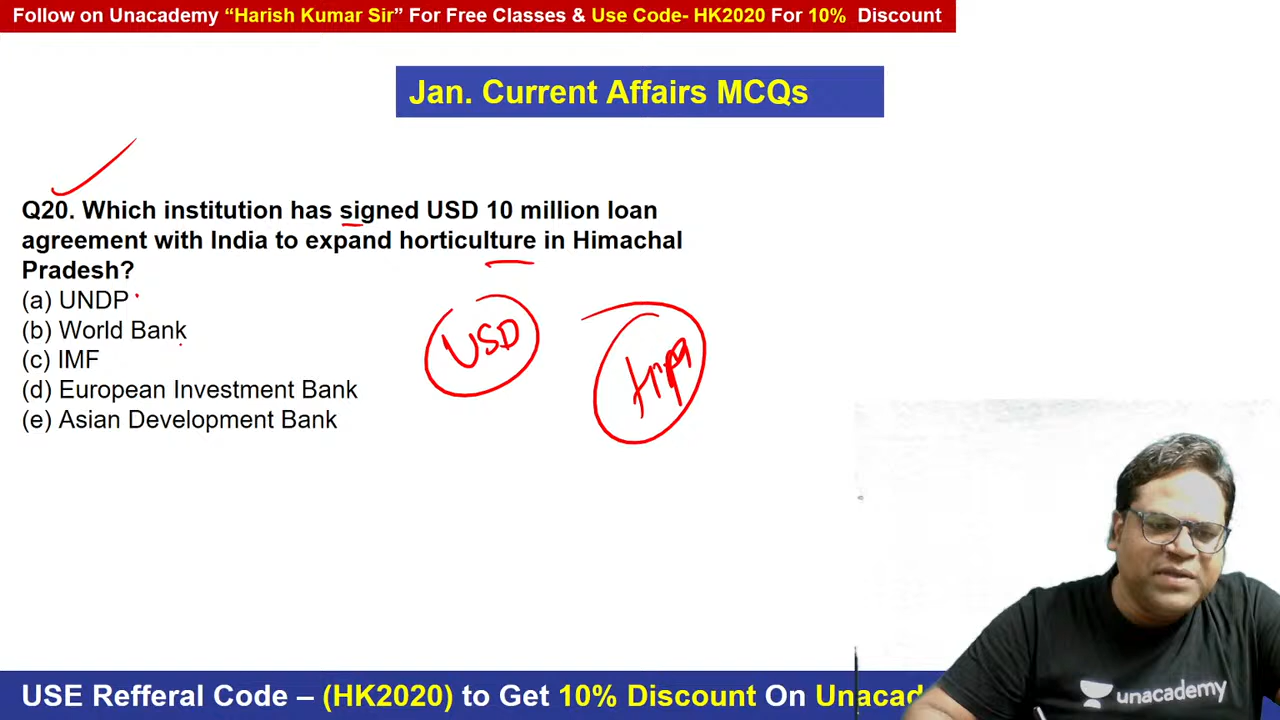 Follow on Unacademy “Harish Kumar Sir” For Free Classes & Use Code- HK2020 For 10% Discount
Jan. Current Affairs MCQs
Q20. Which institution has signed USD 10 million loan
agreement with India to expand horticulture in Himachal
Pradesh?
(a) UNDP
(b) World Bank
(c) IMF
(d) European Investment Bank
(e) Asian Development Bank
USD
USE Refferal Code – (HK2020) to Get 10% Discount On Unacad
unacademy